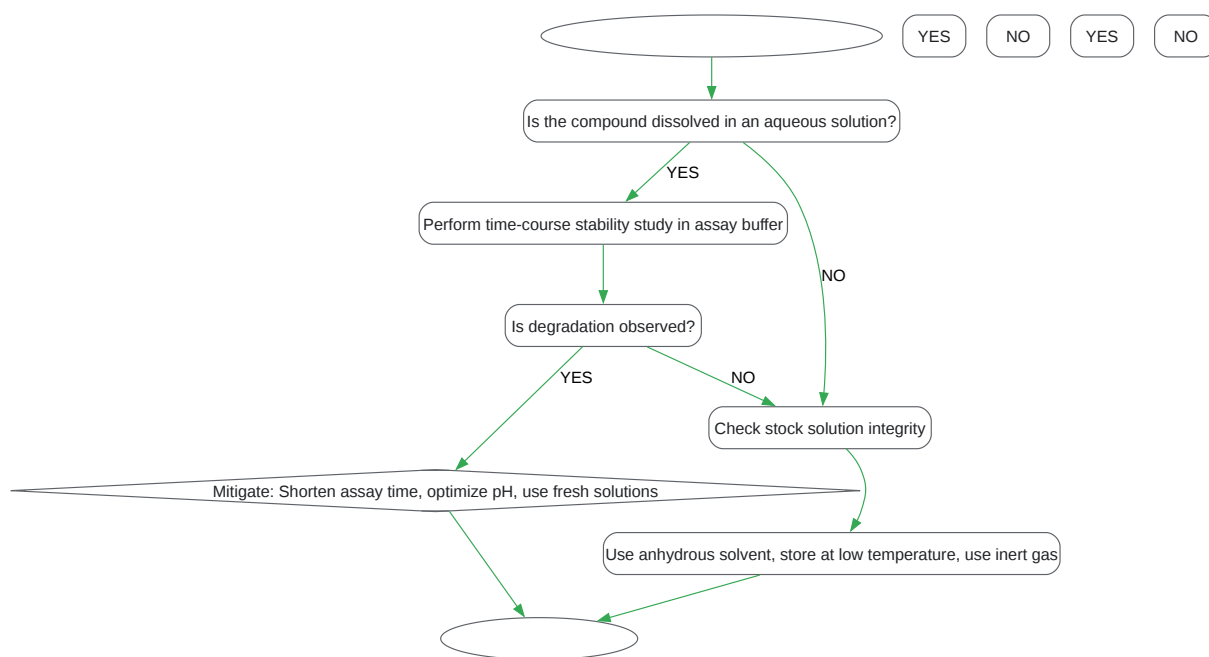 YES
NO
YES
NO
Is the compound dissolved in an aqueous solution?
YES
Perform time-course stability study in assay buffer
NO
Is degradation observed?
YES
NO
Check stock solution integrity
Mitigate: Shorten assay time, optimize pH, use fresh solutions
Use anhydrous solvent, store at low temperature, use inert gas